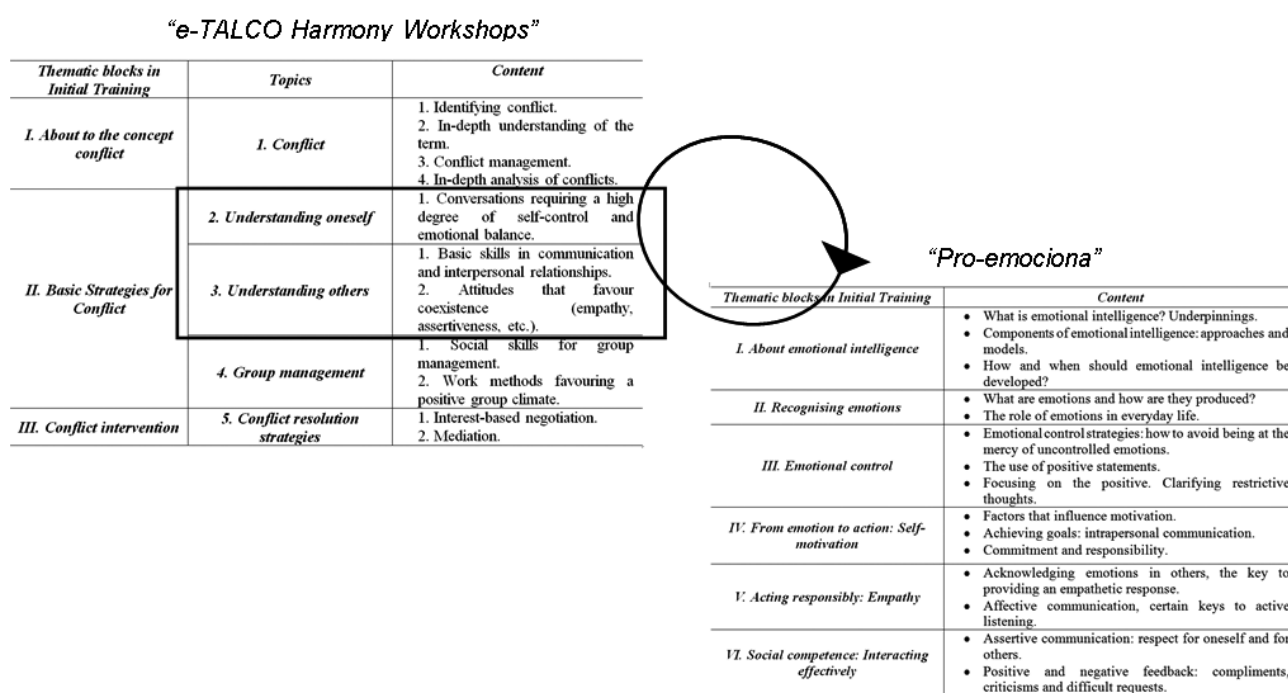 “e-TALCO Harmony Workshops”
Thematic blocks in
Initial Training
Topics
Content
I. About to the concept
conflict
1. Conflict
1. Identifying conflict.
2. In-depth understanding of the
term.
3. Conflict management.
4. In-depth analysis of conflicts.
II. Basic Strategies for
Conflict
2. Understanding oneself
1. Conversations requiring a high
degree of self-control and
emotional balance.
3. Understanding others
1. Basic skills in communication
and interpersonal relationships.
2. Attitudes that favour
coexistence (empathy,
assertiveness, etc.).
4. Group management
1. Social skills for group
management.
2. Work methods favouring a
positive group climate.
III. Conflict intervention
5. Conflict resolution
strategies
1. Interest-based negotiation.
2. Mediation.
“Pro-emociona”
Thematic blocks in Initial Training
Content
I. About emotional intelligence
• What is emotional intelligence? Underpinnings.
• Components of emotional intelligence: approaches and
models.
• How and when should emotional intelligence be
developed?
II. Recognising emotions
• What are emotions and how are they produced?
• The role of emotions in everyday life.
III. Emotional control
• Emotional control strategies: how to avoid being at the
mercy of uncontrolled emotions.
• The use of positive statements.
• Focusing on the positive. Clarifying restrictive
thoughts.
IV. From emotion to action: Self-
motivation
• Factors that influence motivation.
• Achieving goals: intrapersonal communication.
• Commitment and responsibility.
V. Acting responsibly: Empathy
• Acknowledging emotions in others, the key to
providing an empathetic response.
• Affective communication, certain keys to active
listening.
VI. Social competence: Interacting
effectively
• Assertive communication: respect for oneself and for
others.
• Positive and negative feedback: compliments,
criticisms and difficult requests.